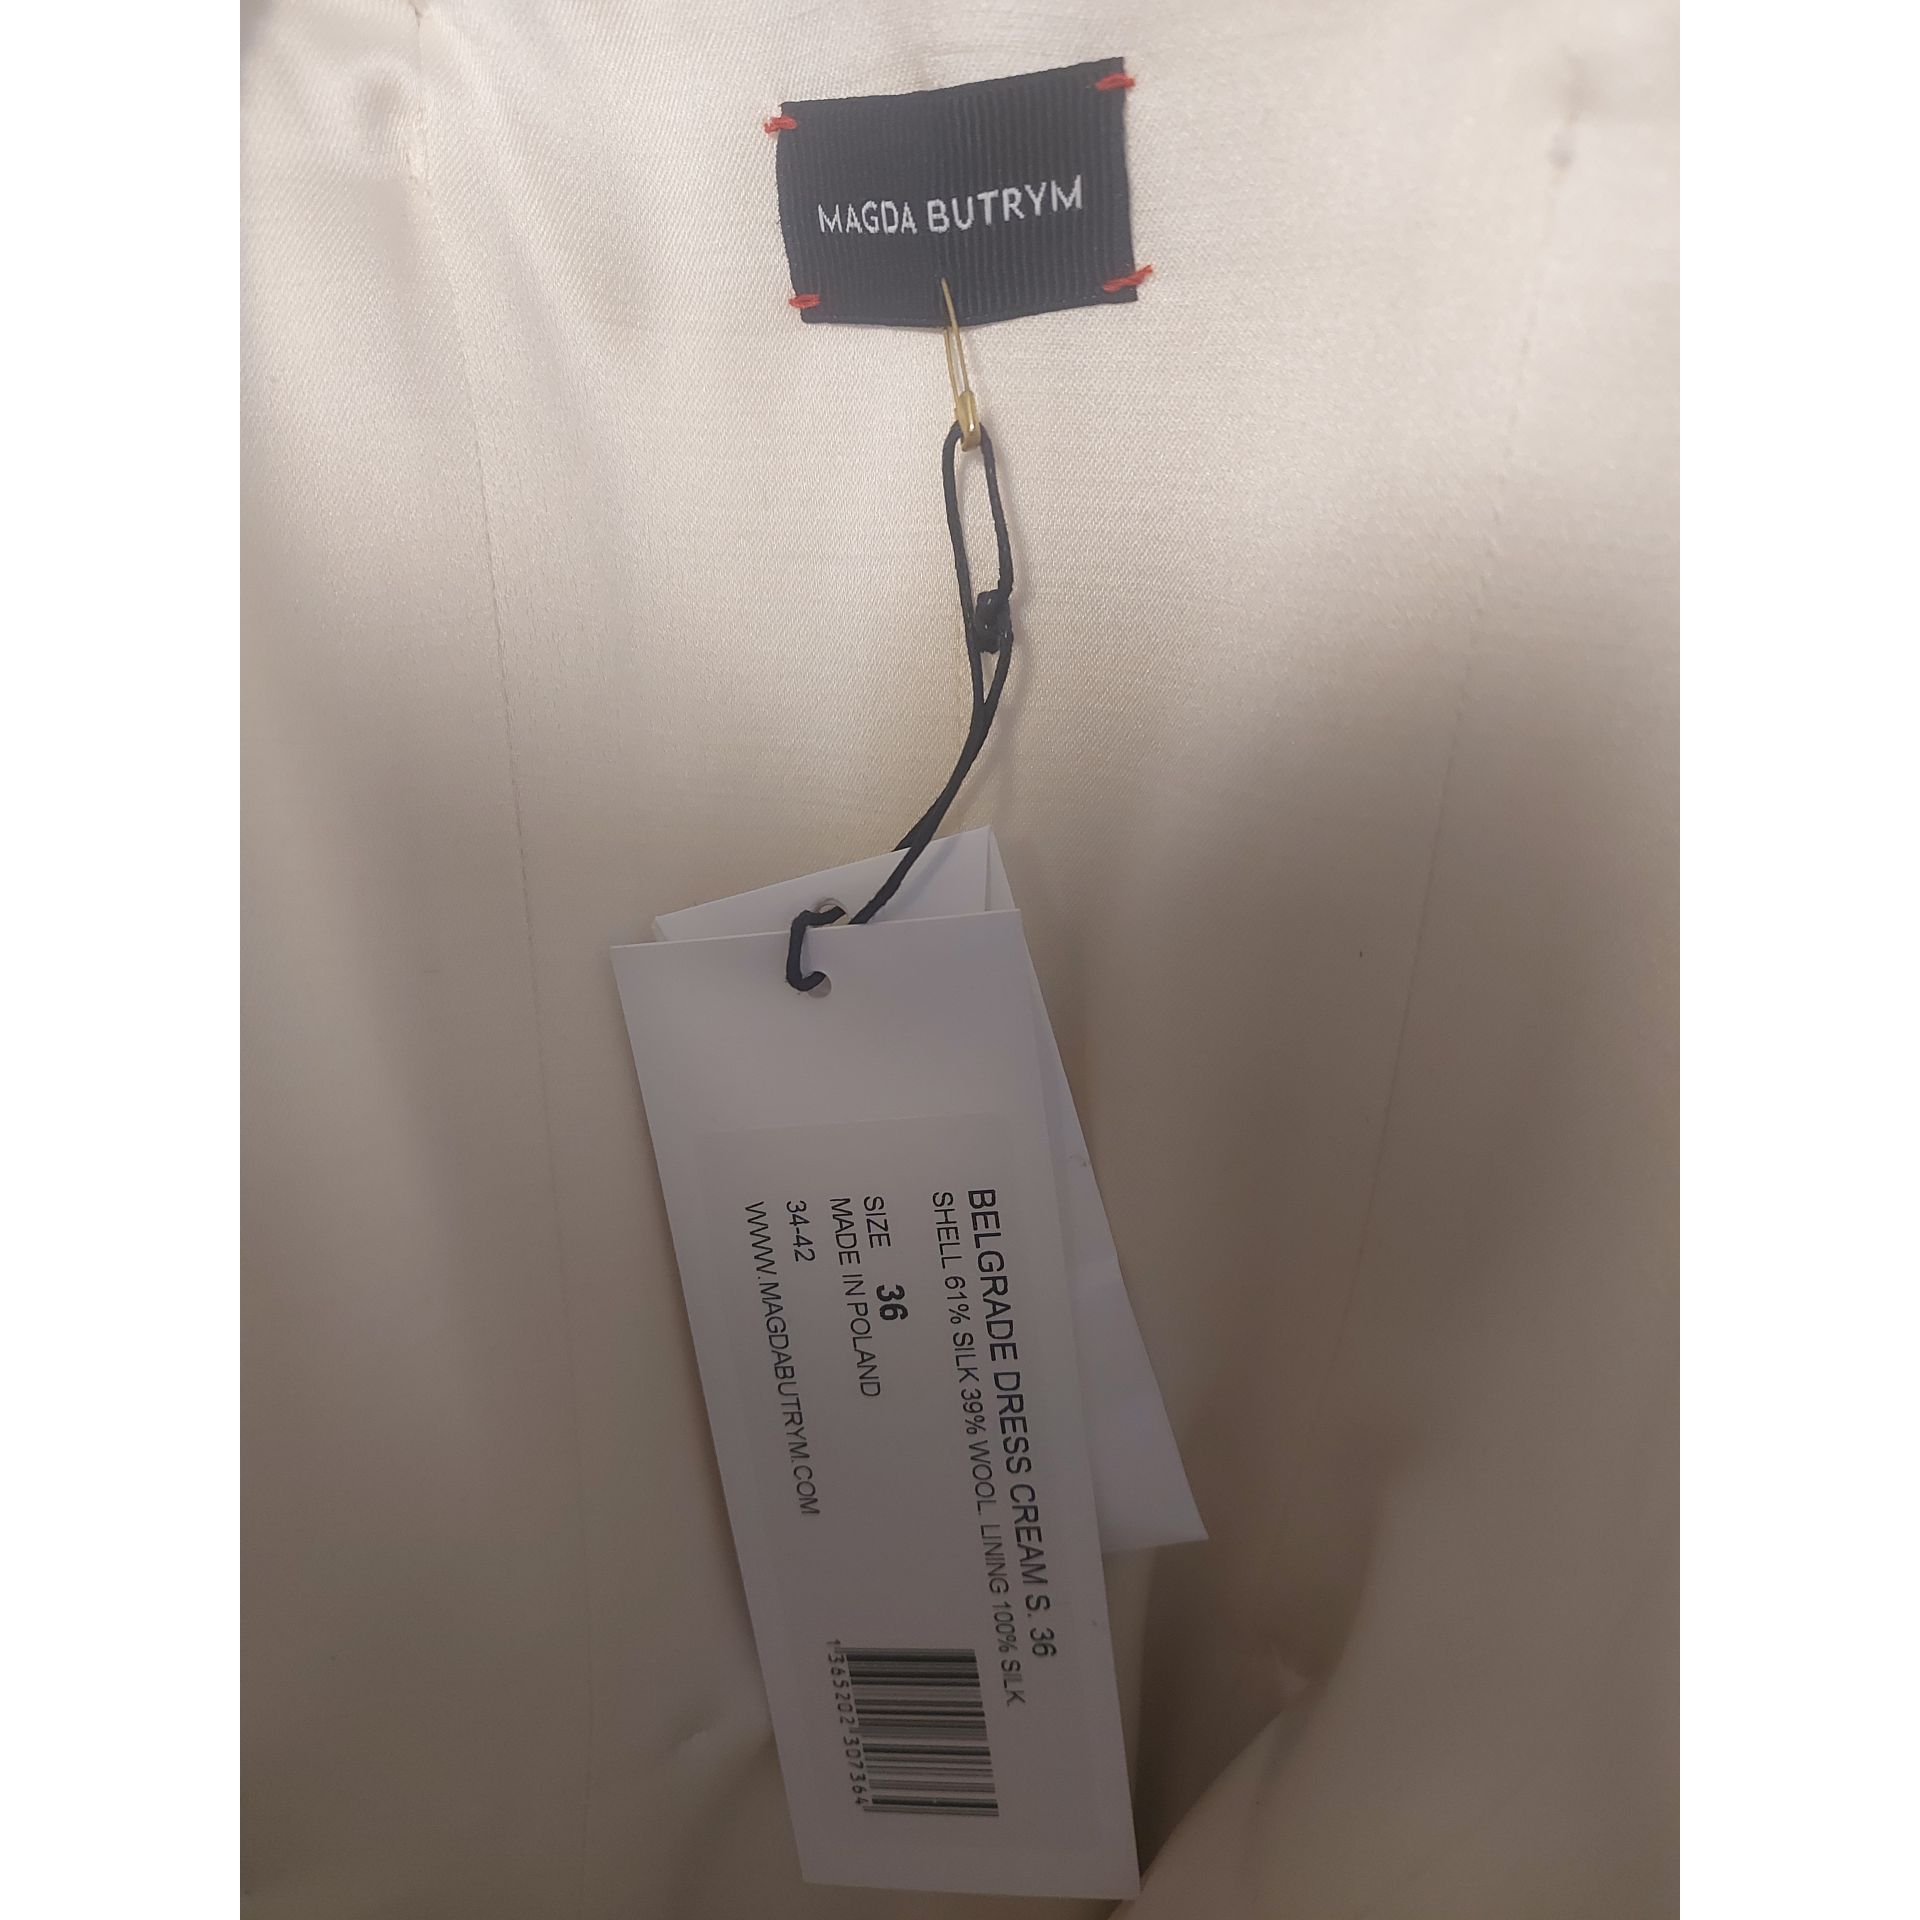 MAGDA BUTRYM
BELGRADE DRESS CREAM S. 36
SHELL 61% SILK 39% WOOL. LINING 100% SILK
SIZE 36
MADE IN POLAND
34-42
WWW.MAGDABUTRYM.COM
1365202307364